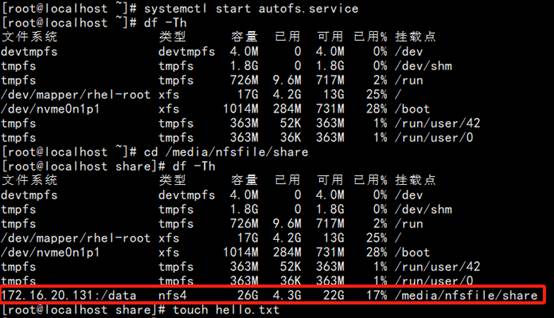 [root@localhost ~]# systemctl start autofs.service
[root@localhost ~]# df -Th
文件系统 类型 容量 已用 可用 已用% 挂载点
devtmpfs devtmpfs 4.0M 0 4.0M 0% /dev
tmpfs tmpfs 1.8G 0 1.8G 0% /dev/shm
tmpfs tmpfs 726M 9.6M 717M 2% /run
/dev/mapper/rhel-root xfs 17G 4.2G 13G 25% /
/dev/nvme0n1p1 xfs 1014M 284M 731M 28% /boot
tmpfs tmpfs 363M 52K 363M 1% /run/user/42
tmpfs tmpfs 363M 36K 363M 1% /run/user/0
[root@localhost ~]# cd /media/nfsfile/share
[root@localhost share]# df -Th
文件系统 类型 容量 已用 可用 已用% 挂载点
devtmpfs devtmpfs 4.0M 0 4.0M 0% /dev
tmpfs tmpfs 1.8G 0 1.8G 0% /dev/shm
tmpfs tmpfs 726M 9.6M 717M 2% /run
/dev/mapper/rhel-root xfs 17G 4.2G 13G 25% /
/dev/nvme0n1p1 xfs 1014M 284M 731M 28% /boot
tmpfs tmpfs 363M 52K 363M 1% /run/user/42
tmpfs tmpfs 363M 36K 363M 1% /run/user/0
172.16.20.131:/data nfs4 26G 4.3G 22G 17% /media/nfsfile/share
[root@localhost share]# touch hello.txt